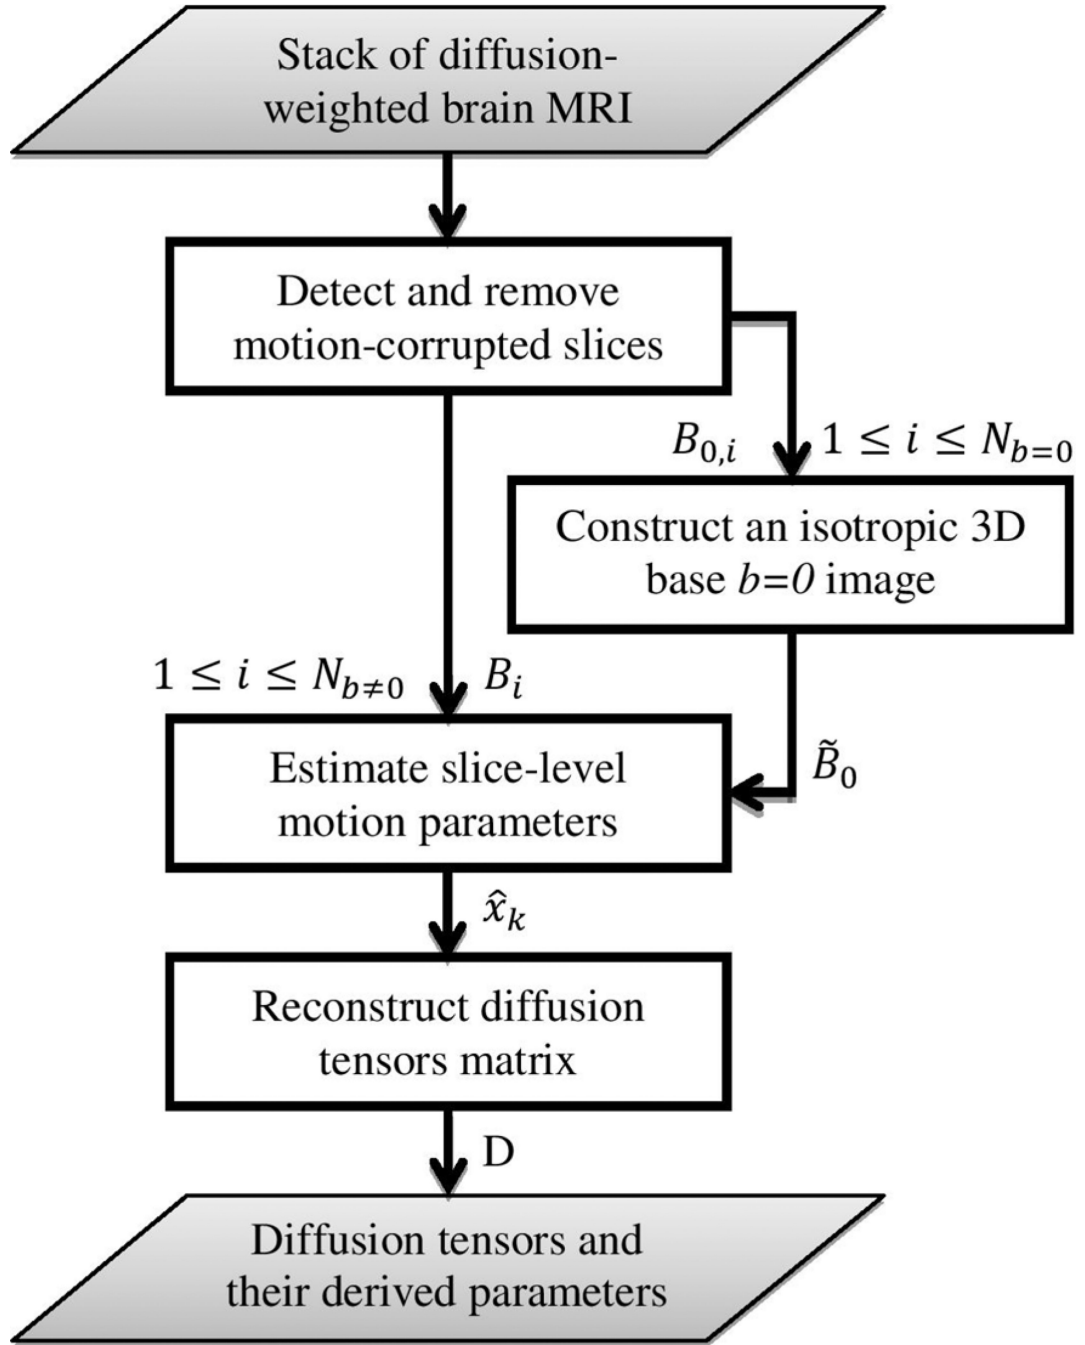 Stack of diffusion-
weighted brain MRI
Detect and remove
motion-corrupted slices
B₀,ᵢ 1 ≤ i ≤ N_{b=0}
Construct an isotropic 3D
base b=0 image
1 ≤ i ≤ N_{b≠0} Bᵢ
Estimate slice-level
motion parameters
B̃₀
x̂ₖ
Reconstruct diffusion
tensors matrix
D
Diffusion tensors and
their derived parameters